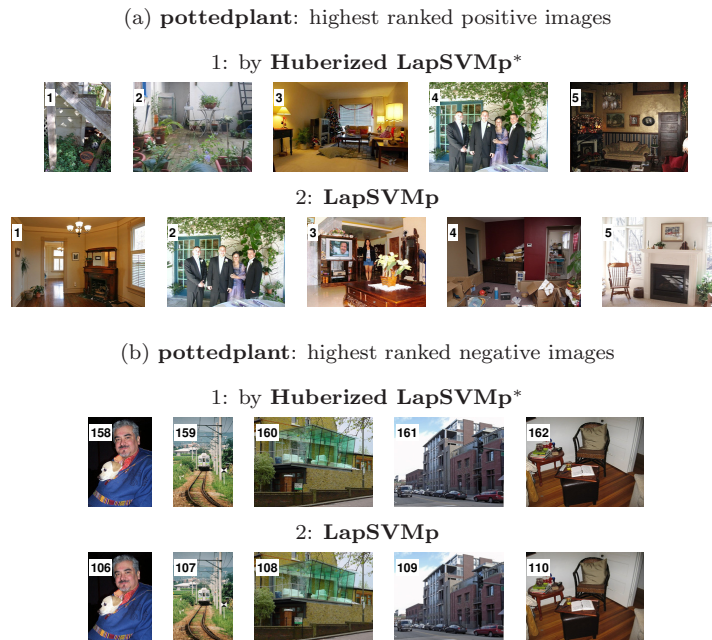 (a) pottedplant: highest ranked positive images
1: by Huberized LapSVMp*
1 2 3 4 5
2: LapSVMp
1 2 3 4 5
(b) pottedplant: highest ranked negative images
1: by Huberized LapSVMp*
158 159 160 161 162
2: LapSVMp
106 107 108 109 110